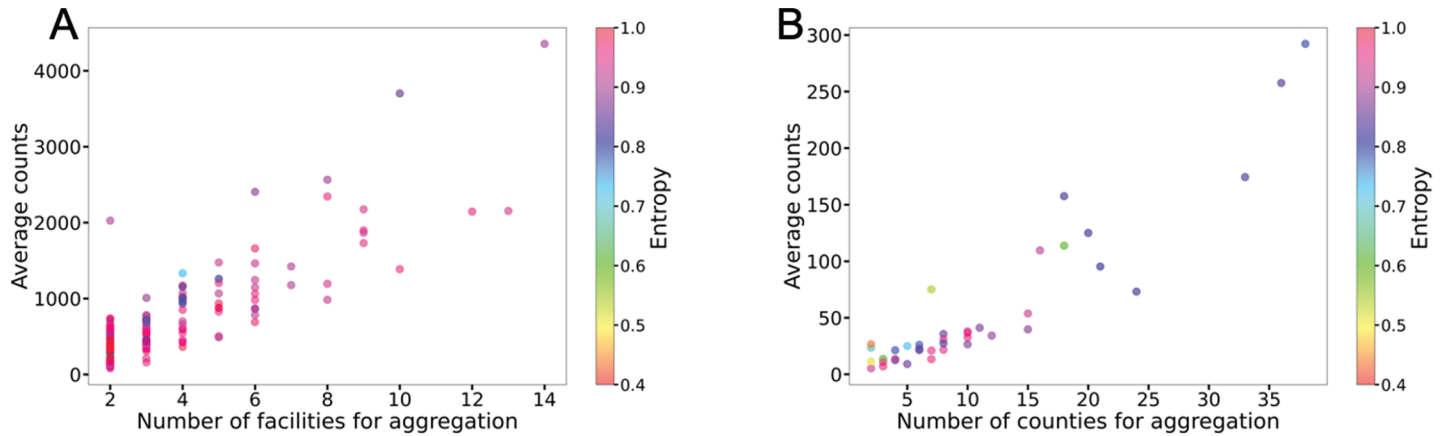 A
Average counts
4000
3000
2000
1000
0
2 4 6 8 10 12 14
Number of facilities for aggregation
1.0
0.9
0.8
0.7
0.6
0.5
0.4
Entropy
B
Average counts
300
250
200
150
100
50
0
5 10 15 20 25 30 35
Number of counties for aggregation
1.0
0.9
0.8
0.7
0.6
0.5
0.4
Entropy